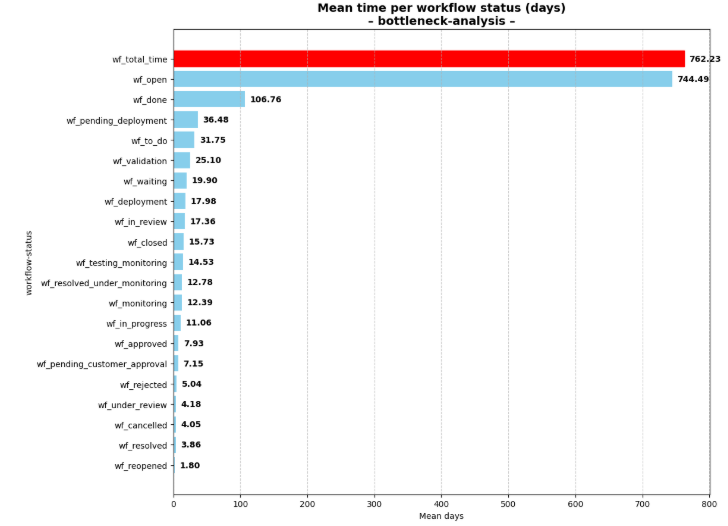 Mean time per workflow status (days)
– bottleneck-analysis –
workflow-status
wf_total_time 762.23
wf_open 744.49
wf_done 106.76
wf_pending_deployment 36.48
wf_to_do 31.75
wf_validation 25.10
wf_waiting 19.90
wf_deployment 17.98
wf_in_review 17.36
wf_closed 15.73
wf_testing_monitoring 14.53
wf_resolved_under_monitoring 12.78
wf_monitoring 12.39
wf_in_progress 11.06
wf_approved 7.93
wf_pending_customer_approval 7.15
wf_rejected 5.04
wf_under_review 4.18
wf_cancelled 4.05
wf_resolved 3.86
wf_reopened 1.80
0 100 200 300 400 500 600 700 800
Mean days